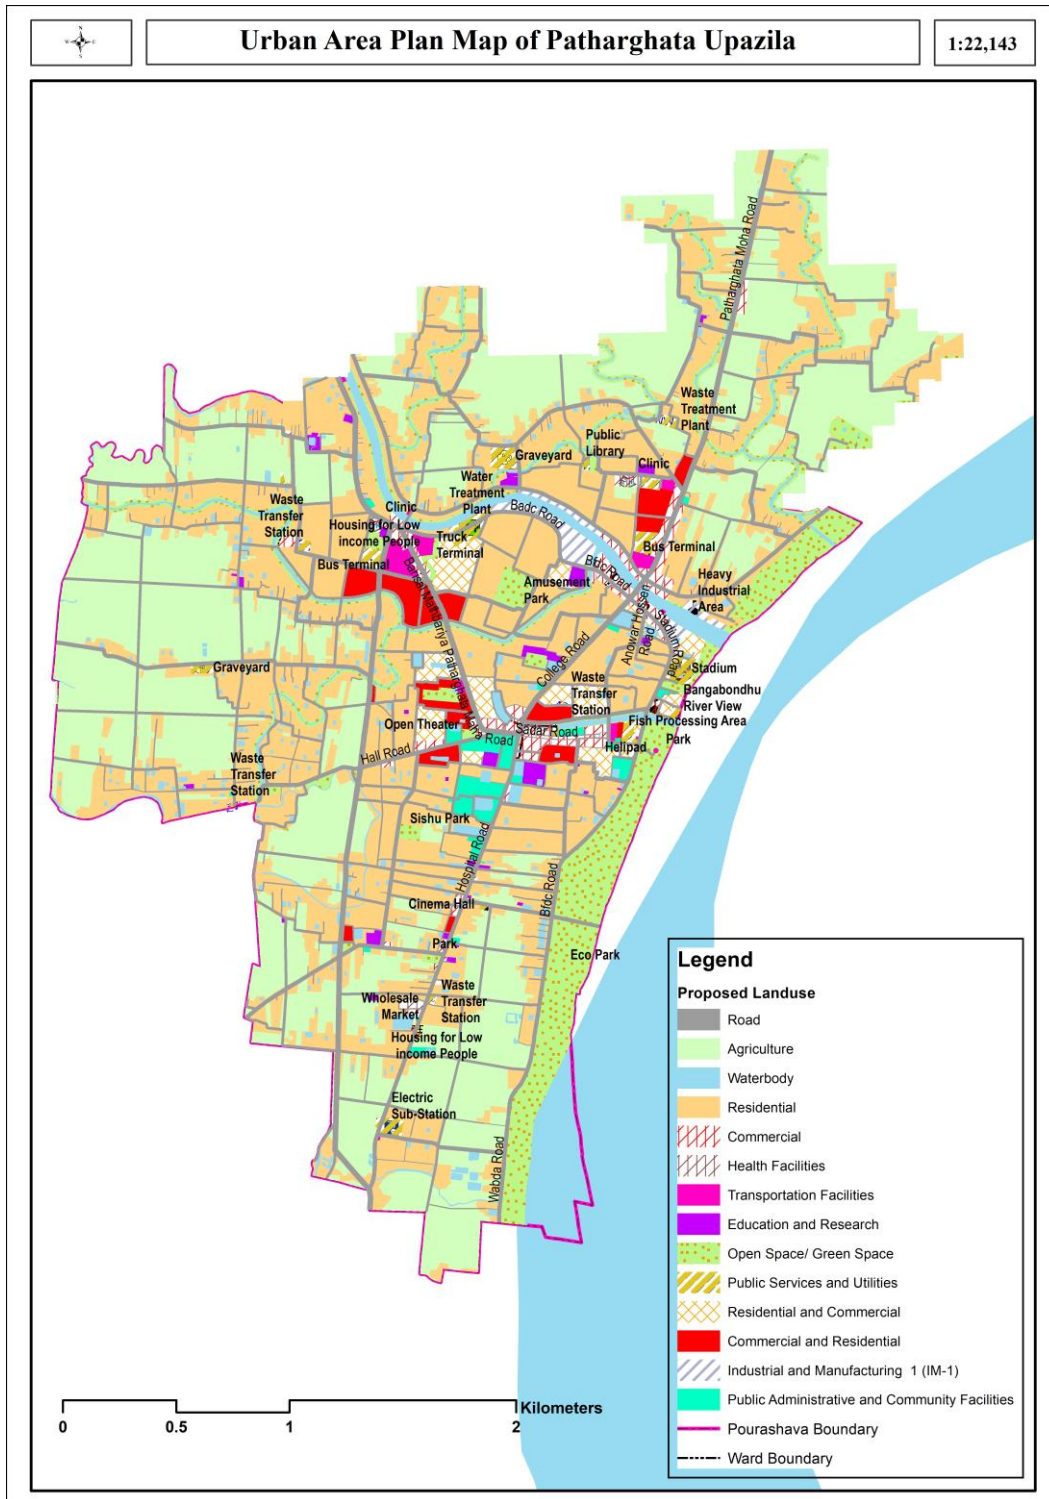 Urban Area Plan Map of Patharghata Upazila
1:22,143
N
W
E
S
Patharghata Moha Road
Waste
Treatment
Plant
Public
Library
Graveyard
Clinic
Water
Treatment
Plant
Waste
Transfer
Station
Clinic
Housing for Low
income People
Badc Road
Truck
Terminal
Bus Terminal
Bus Terminal
Bfdc Road
Heavy
Industrial
Area
Amusement
Park
Barisal Mathbariya Patharghata Moha Road
Anowar Hossen
Road
Stadium Road
College Road
Graveyard
Stadium
Waste
Transfer
Station
Bangabondhu
River View
Park
Fish Processing Area
Open Theater
Sadar Road
Helipad
Hall Road
Waste
Transfer
Station
Sishu Park
Hospital Road
Bfdc Road
Cinema Hall
Park
Eco Park
Wholesale
Market
Waste
Transfer
Station
Housing for Low
income People
Electric
Sub-Station
Wabda Road
Legend
Proposed Landuse
Road
Agriculture
Waterbody
Residential
Commercial
Health Facilities
Transportation Facilities
Education and Research
Open Space/ Green Space
Public Services and Utilities
Residential and Commercial
Commercial and Residential
Industrial and Manufacturing 1 (IM-1)
Public Administrative and Community Facilities
Pourashava Boundary
Ward Boundary
Kilometers
0 0.5 1 2